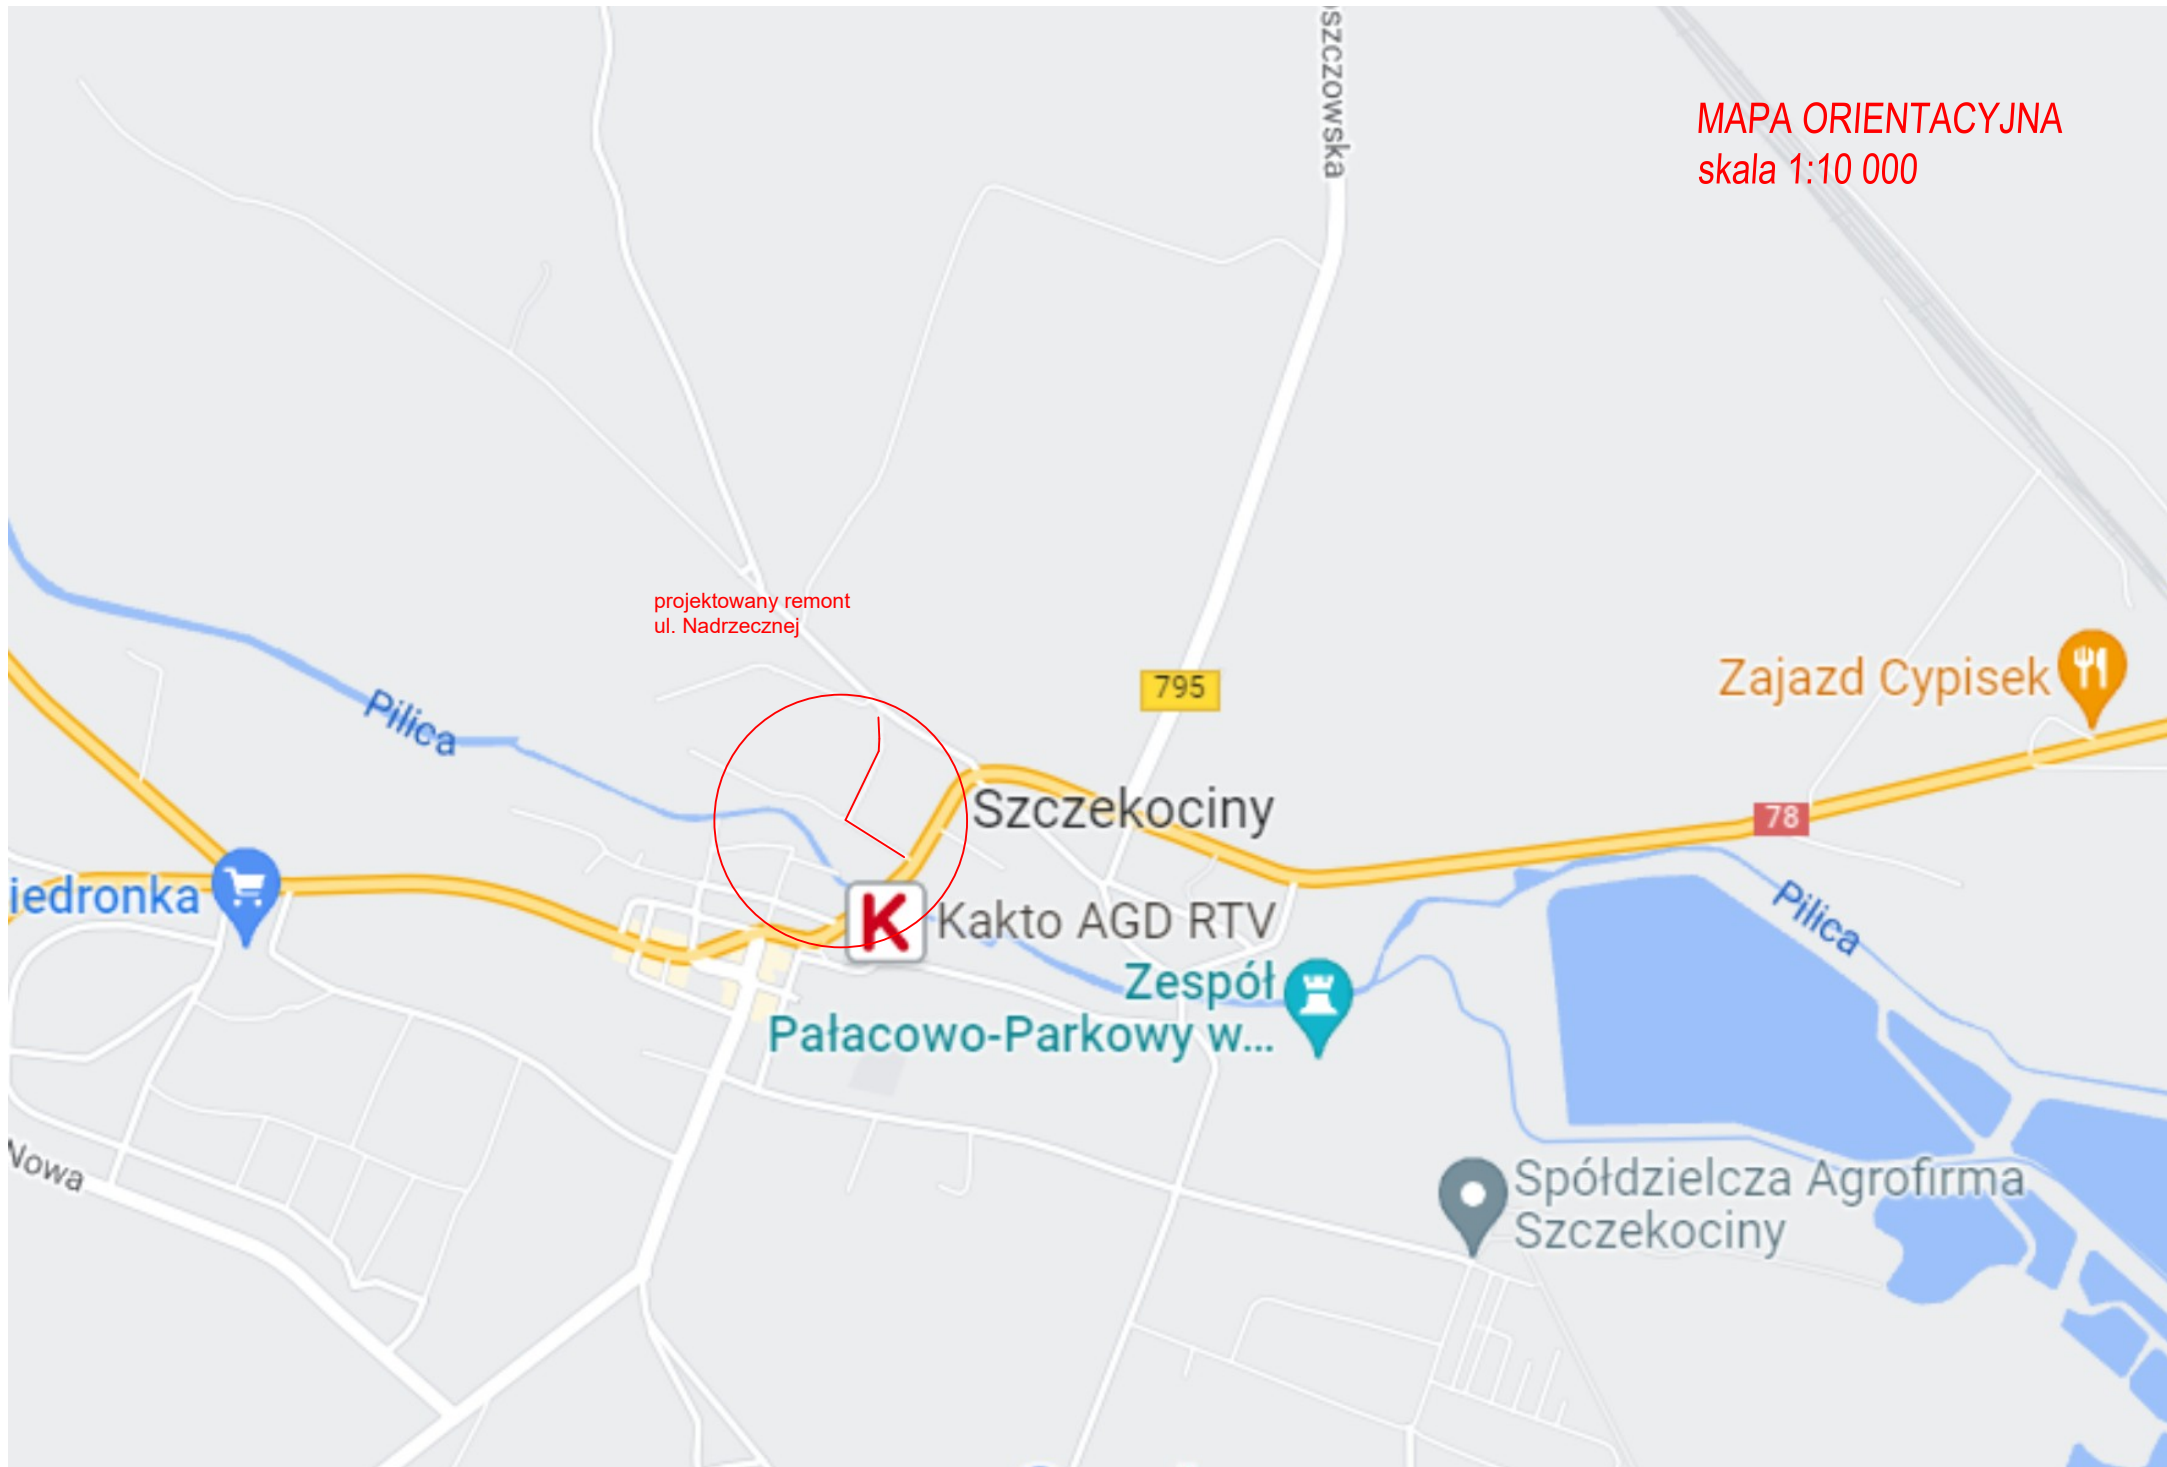 oszczowska
MAPA ORIENTACYJNA
skala 1:10 000
projektowany remont
ul. Nadrzecznej
795
Zajazd Cypisek
Pilica
Szczekociny
78
iedronka
K
Kakto AGD RTV
Pilica
Zespół
Pałacowo-Parkowy w...
Nowa
Spółdzielcza Agrofirma
Szczekociny